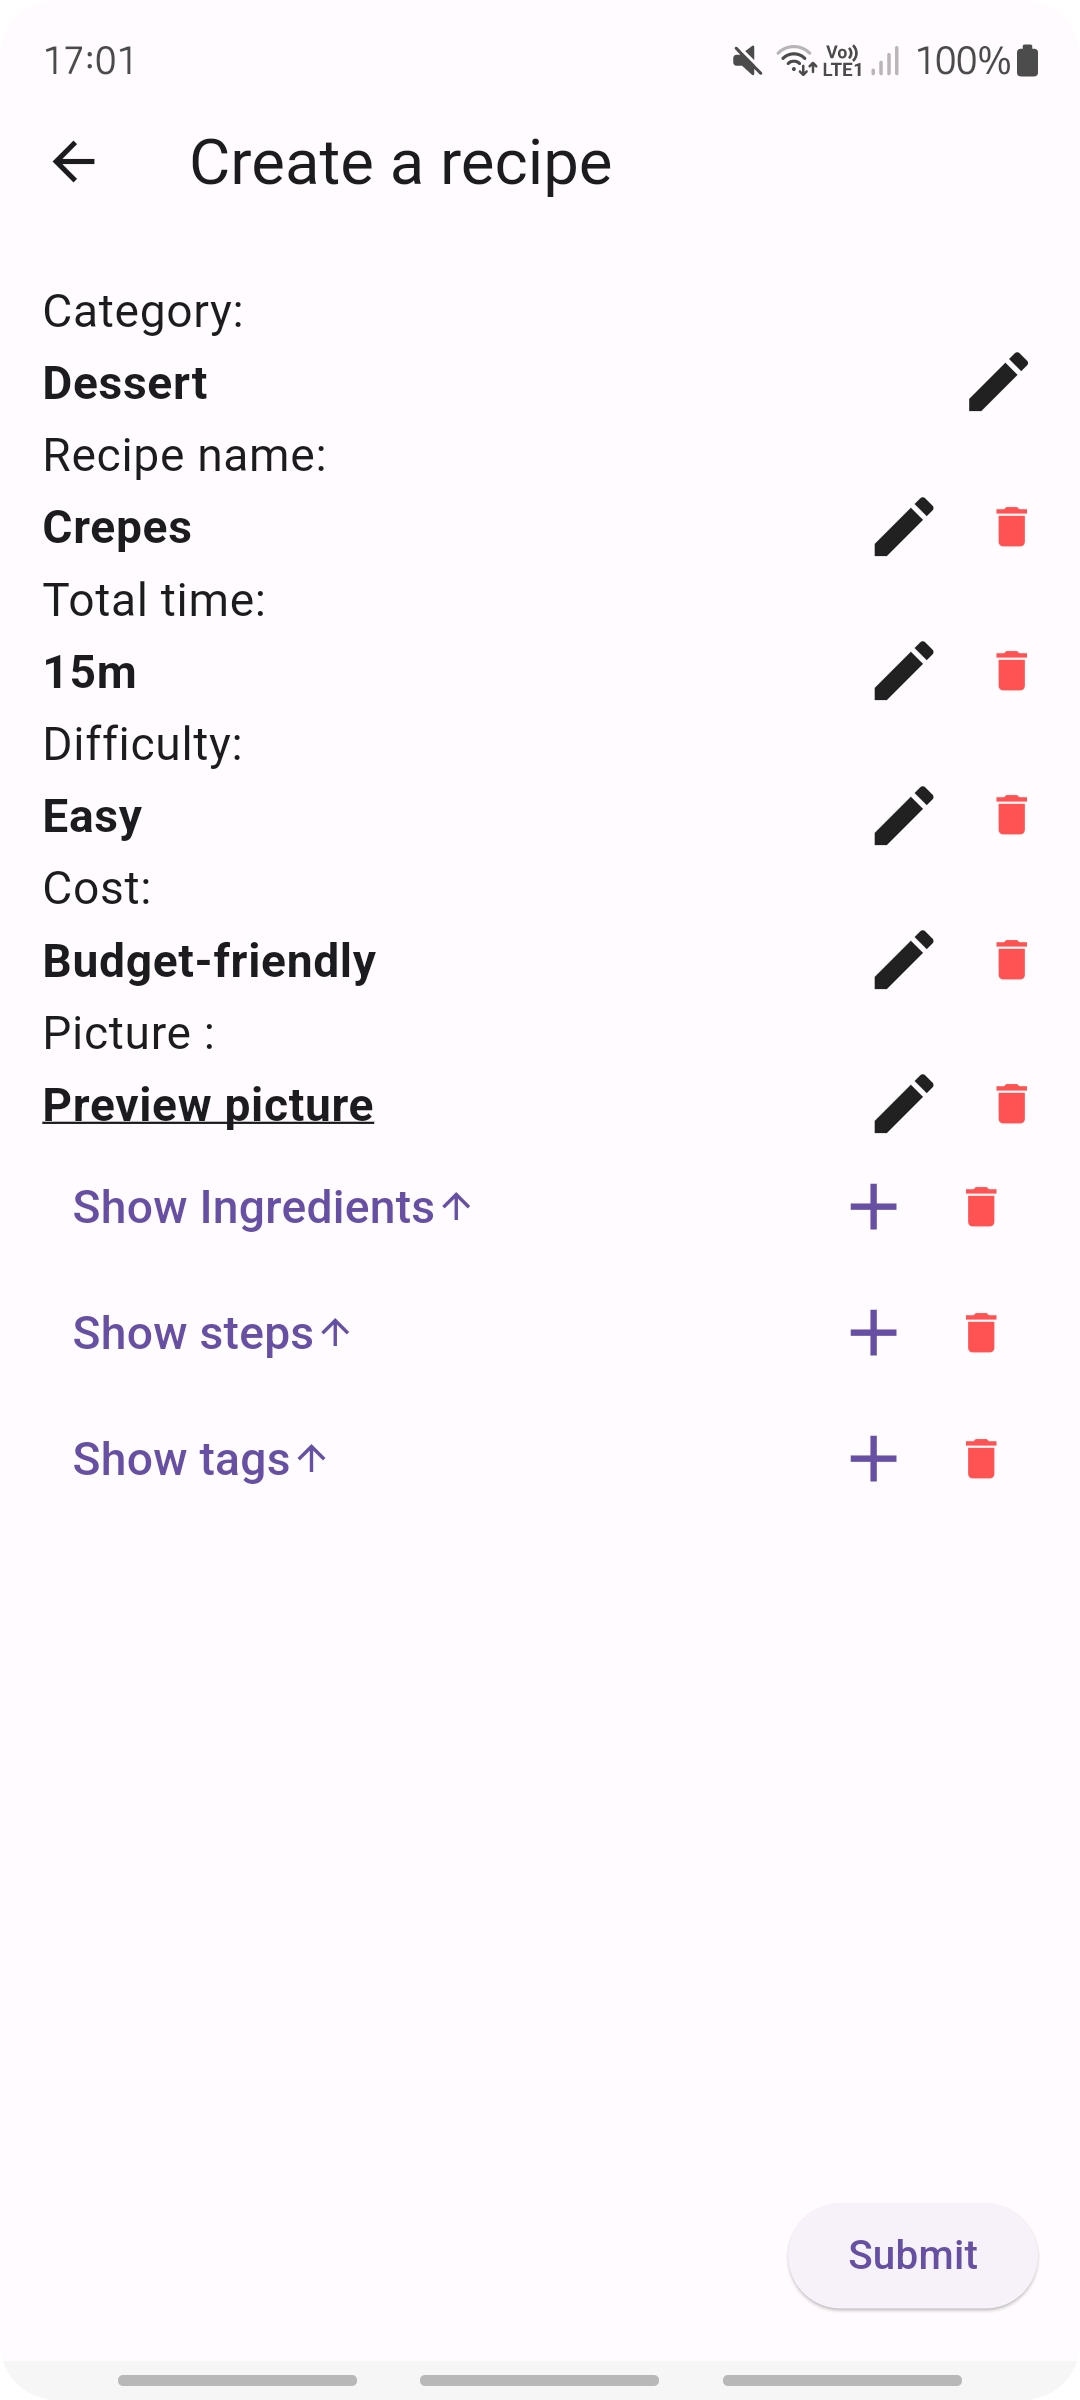 17:01 Vo)) LTE1 100%
Create a recipe
Category:
Dessert
Recipe name:
Crepes
Total time:
15m
Difficulty:
Easy
Cost:
Budget-friendly
Picture :
Preview picture
Show Ingredients↑
Show steps↑
Show tags↑
Submit